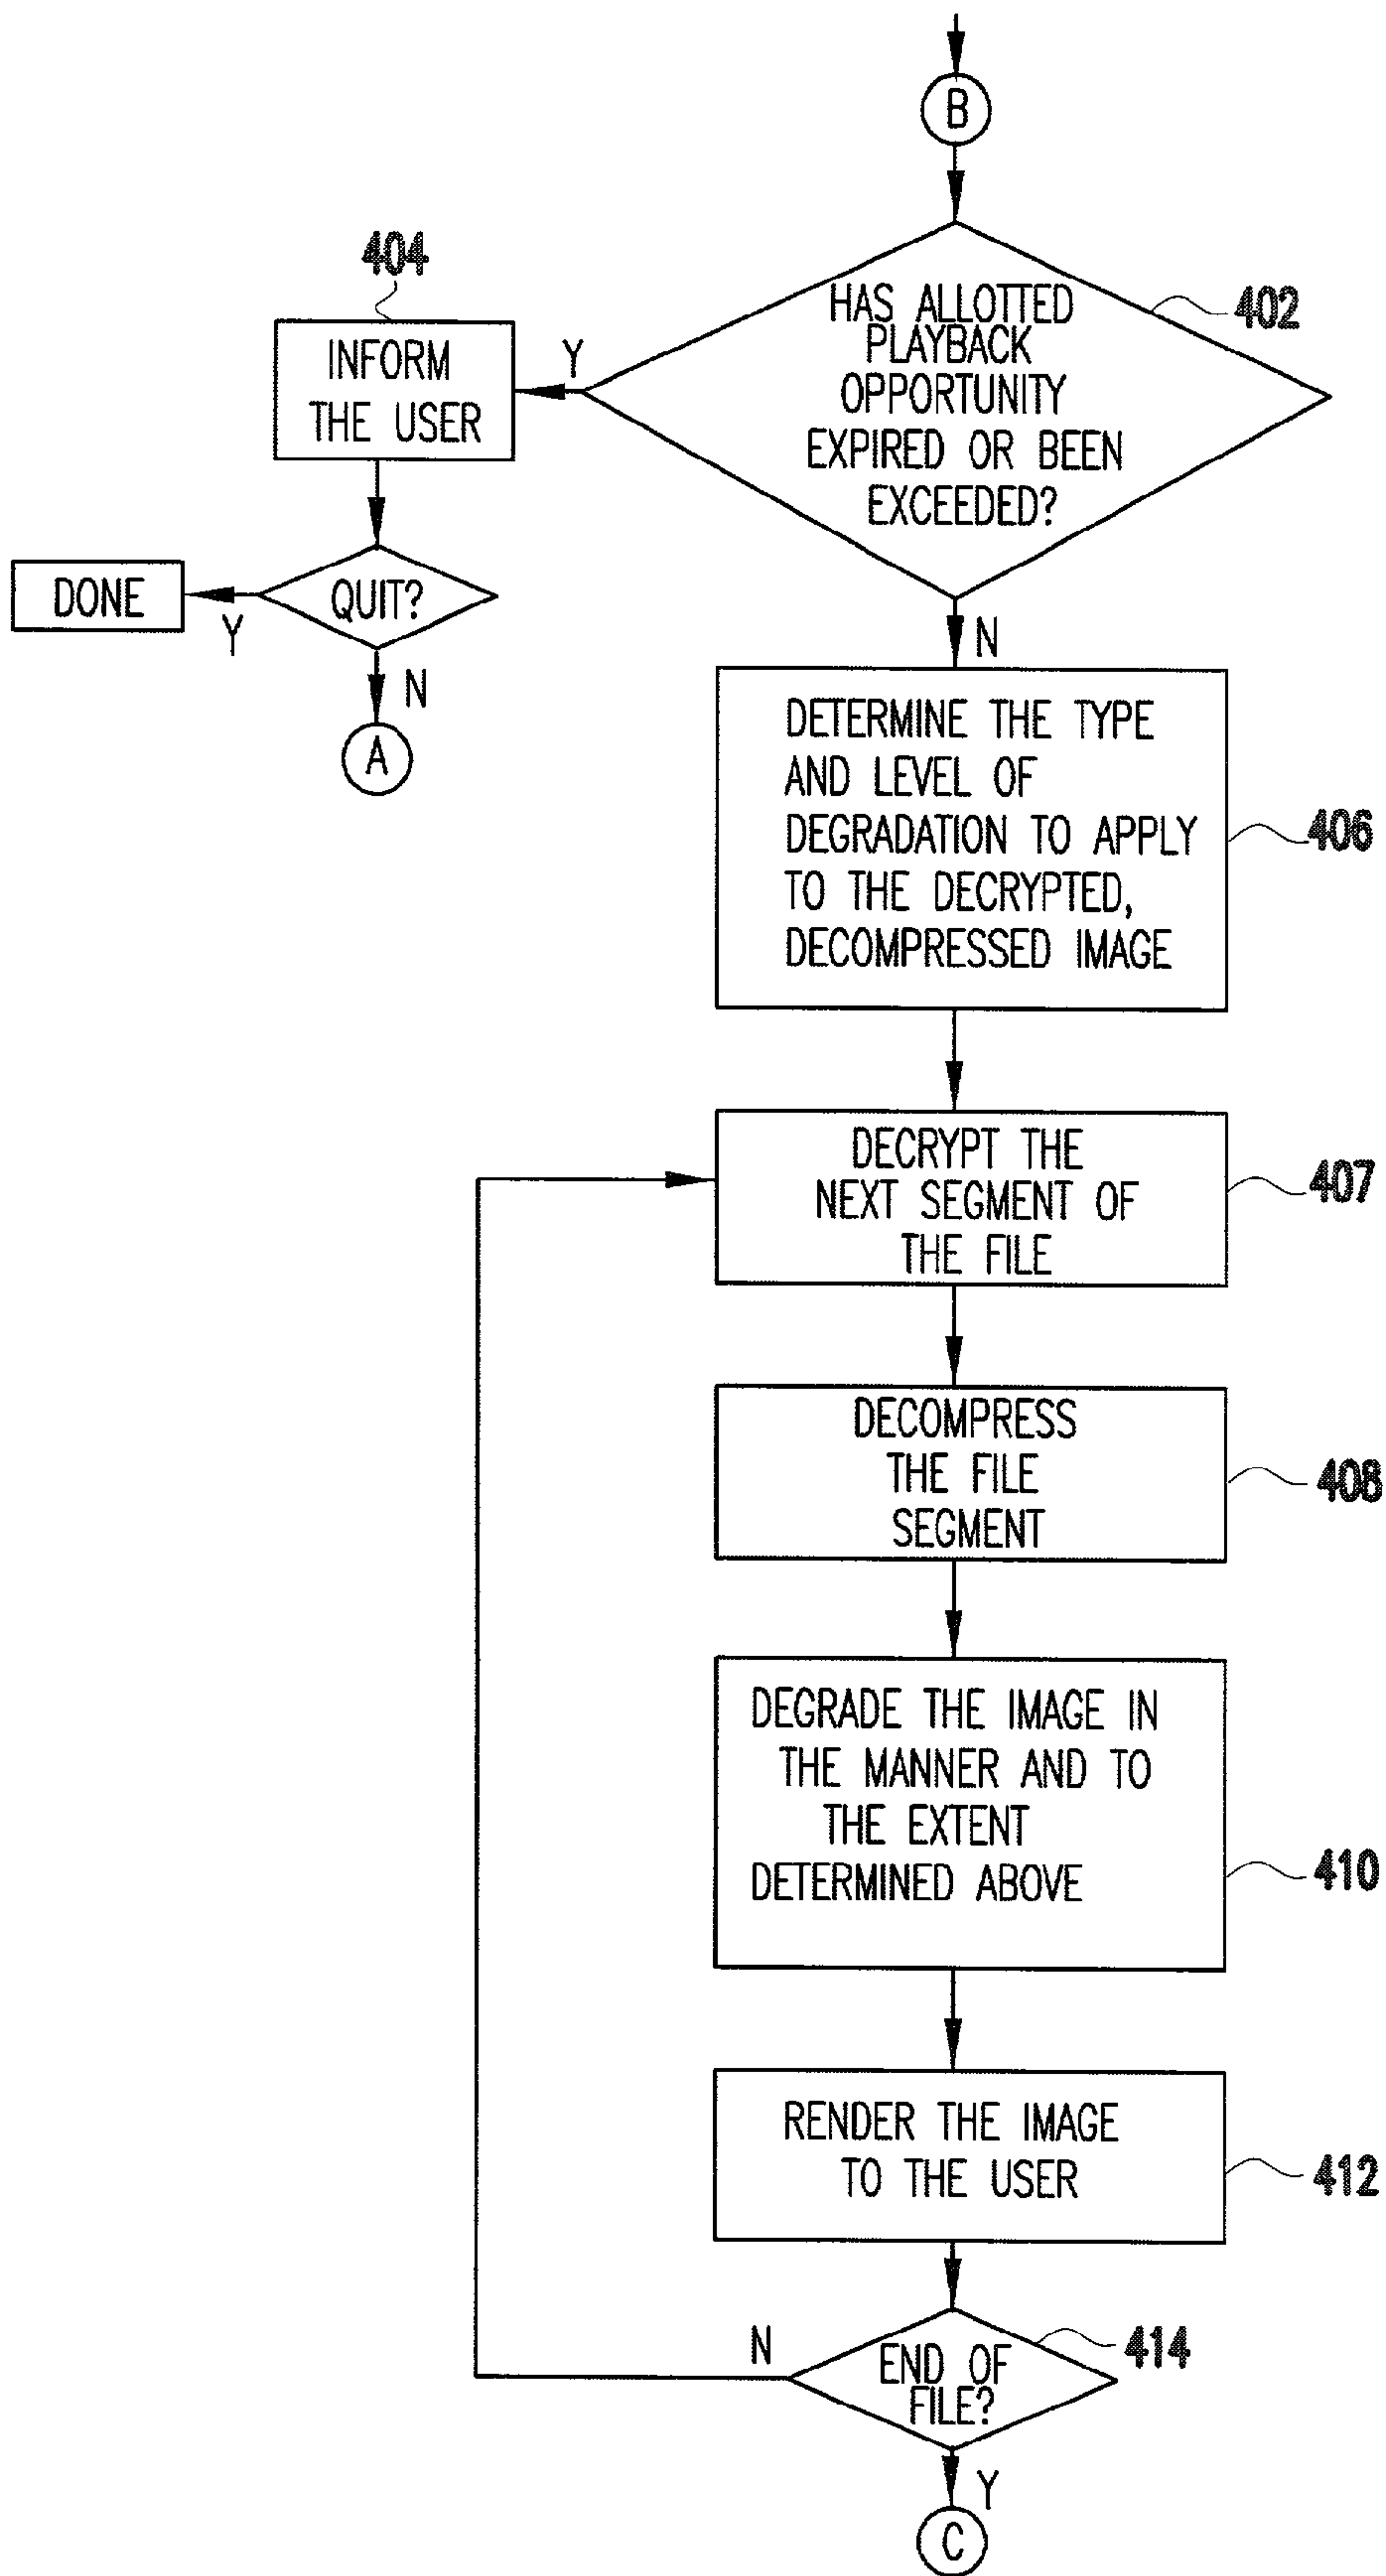 B
404
INFORM
THE USER
Y
HAS ALLOTTED
PLAYBACK
OPPORTUNITY
EXPIRED OR BEEN
EXCEEDED?
402
DONE
Y
QUIT?
N
A
N
DETERMINE THE TYPE
AND LEVEL OF
DEGRADATION TO APPLY
TO THE DECRYPTED,
DECOMPRESSED IMAGE
406
DECRYPT THE
NEXT SEGMENT OF
THE FILE
407
DECOMPRESS
THE FILE
SEGMENT
408
DEGRADE THE IMAGE IN
THE MANNER AND TO
THE EXTENT
DETERMINED ABOVE
410
RENDER THE IMAGE
TO THE USER
412
N
END OF
FILE?
414
Y
C